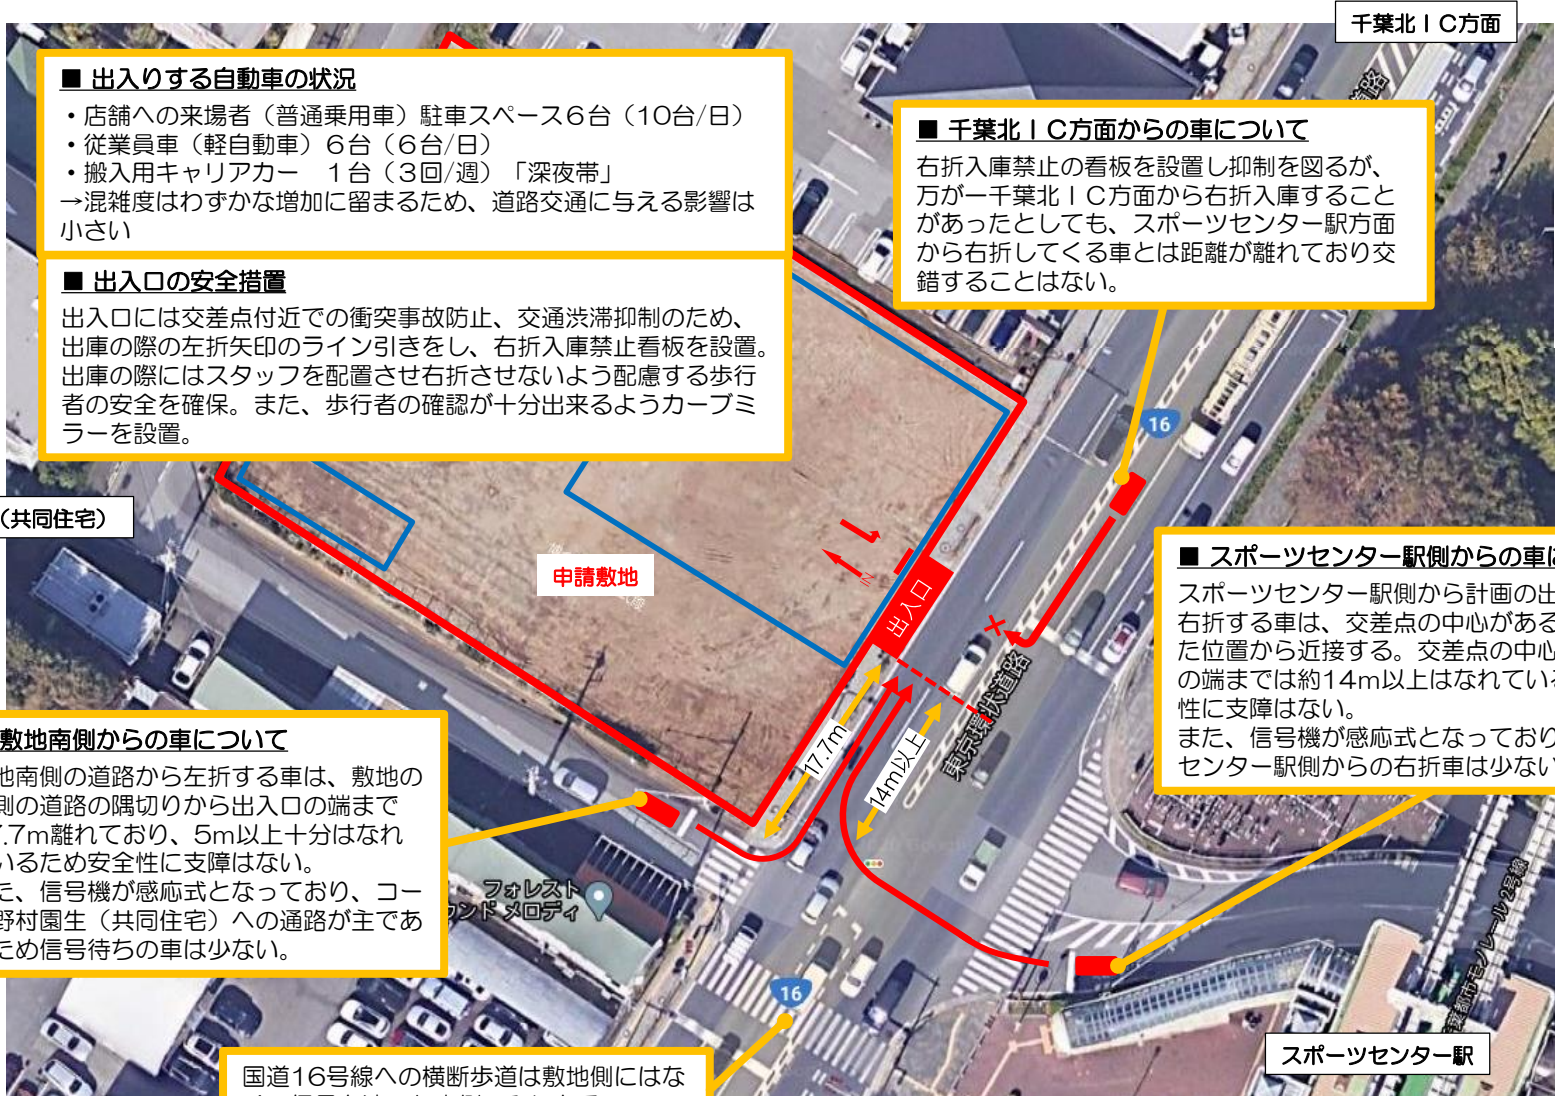 千葉北IC方面
■ 出入りする自動車の状況
・店舗への来場者（普通乗用車）駐車スペース６台（10台/日）
・従業員車（軽自動車）６台（６台/日）
・搬入用キャリアカー　１台（３回/週）「深夜帯」
→混雑度はわずかな増加に留まるため、道路交通に与える影響は
小さい
■ 千葉北IC方面からの車について
右折入庫禁止の看板を設置し抑制を図るが、
万が一千葉北IC方面から右折入庫すること
があったとしても、スポーツセンター駅方面
から右折してくる車とは距離が離れており交
錯することはない。
■ 出入口の安全措置
出入口には交差点付近での衝突事故防止、交通渋滞抑制のため、
出庫の際の左折矢印のライン引きをし、右折入庫禁止看板を設置。
出庫の際にはスタッフを配置させ右折させないよう配慮する歩行
者の安全を確保。また、歩行者の確認が十分出来るようカーブミ
ラーを設置。
16
（共同住宅）
申請敷地
IN
出入口
東京環状道路
17.7m
14m以上
■ スポーツセンター駅側からの車に
スポーツセンター駅側から計画の出
右折する車は、交差点の中心がある
た位置から近接する。交差点の中心
の端までは約14m以上はなれている
性に支障はない。
また、信号機が感応式となっており
センター駅側からの右折車は少ない
敷地南側からの車について
地南側の道路から左折する車は、敷地の
側の道路の隅切りから出入口の端まで
7.7m離れており、5m以上十分はなれ
いるため安全性に支障はない。
た、信号機が感応式となっており、コー
野村園生（共同住宅）への通路が主であ
ため信号待ちの車は少ない。
フォレスト
ウンド メロディ
16
千葉都市モノレール2号線
スポーツセンター駅
国道16号線への横断歩道は敷地側にはな